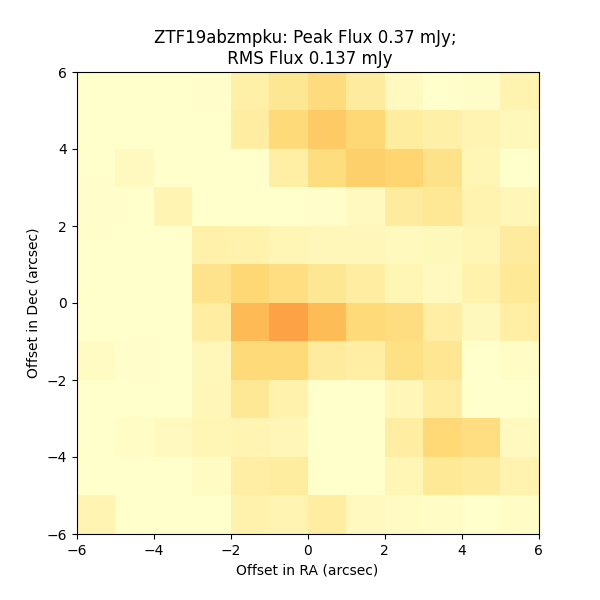 ZTF19abzmpku: Peak Flux 0.37 mJy;
RMS Flux 0.137 mJy
6
4
2
0
−2
−4
−6
Offset in Dec (arcsec)
−6 −4 −2 0 2 4 6
Offset in RA (arcsec)